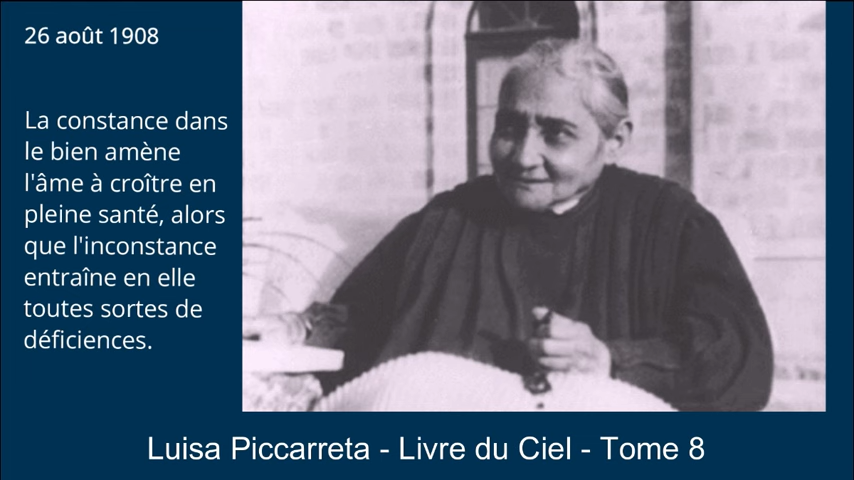 26 août 1908
La constance dans
le bien amène
l'âme à croître en
pleine santé, alors
que l'inconstance
entraîne en elle
toutes sortes de
déficiences.
Luisa Piccarreta - Livre du Ciel - Tome 8